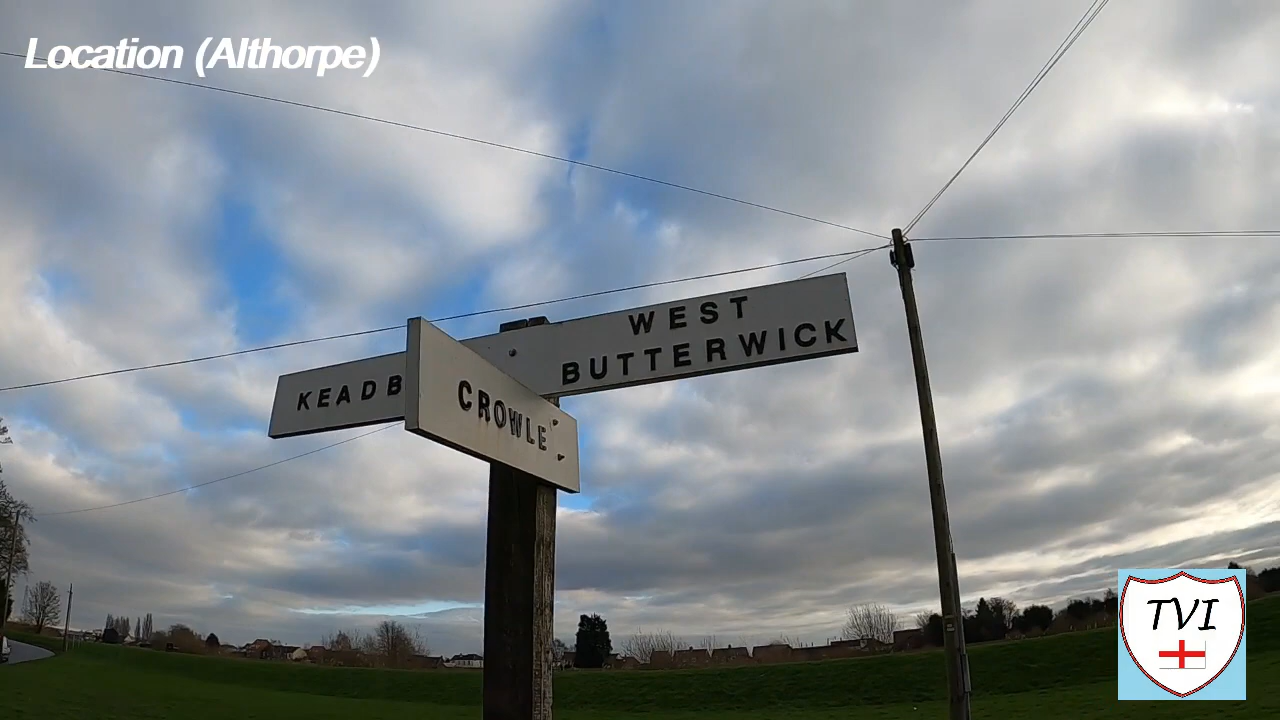 Location (Althorpe)
WEST
BUTTERWICK
KEADB
CROWLE
TVI